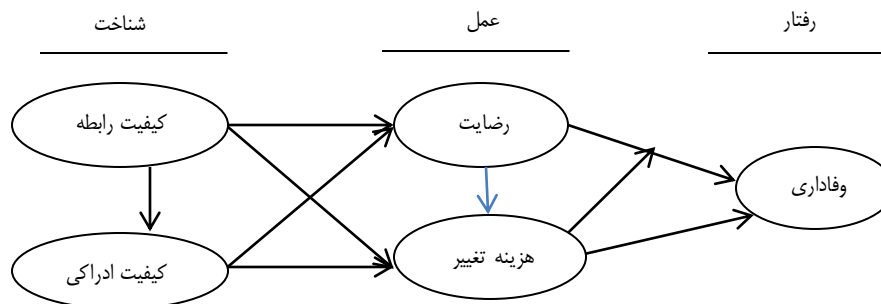 شناخت
عمل
رفتار
کیفیت رابطه
رضایت
وفاداری
کیفیت ادراکی
هزینه تغییر